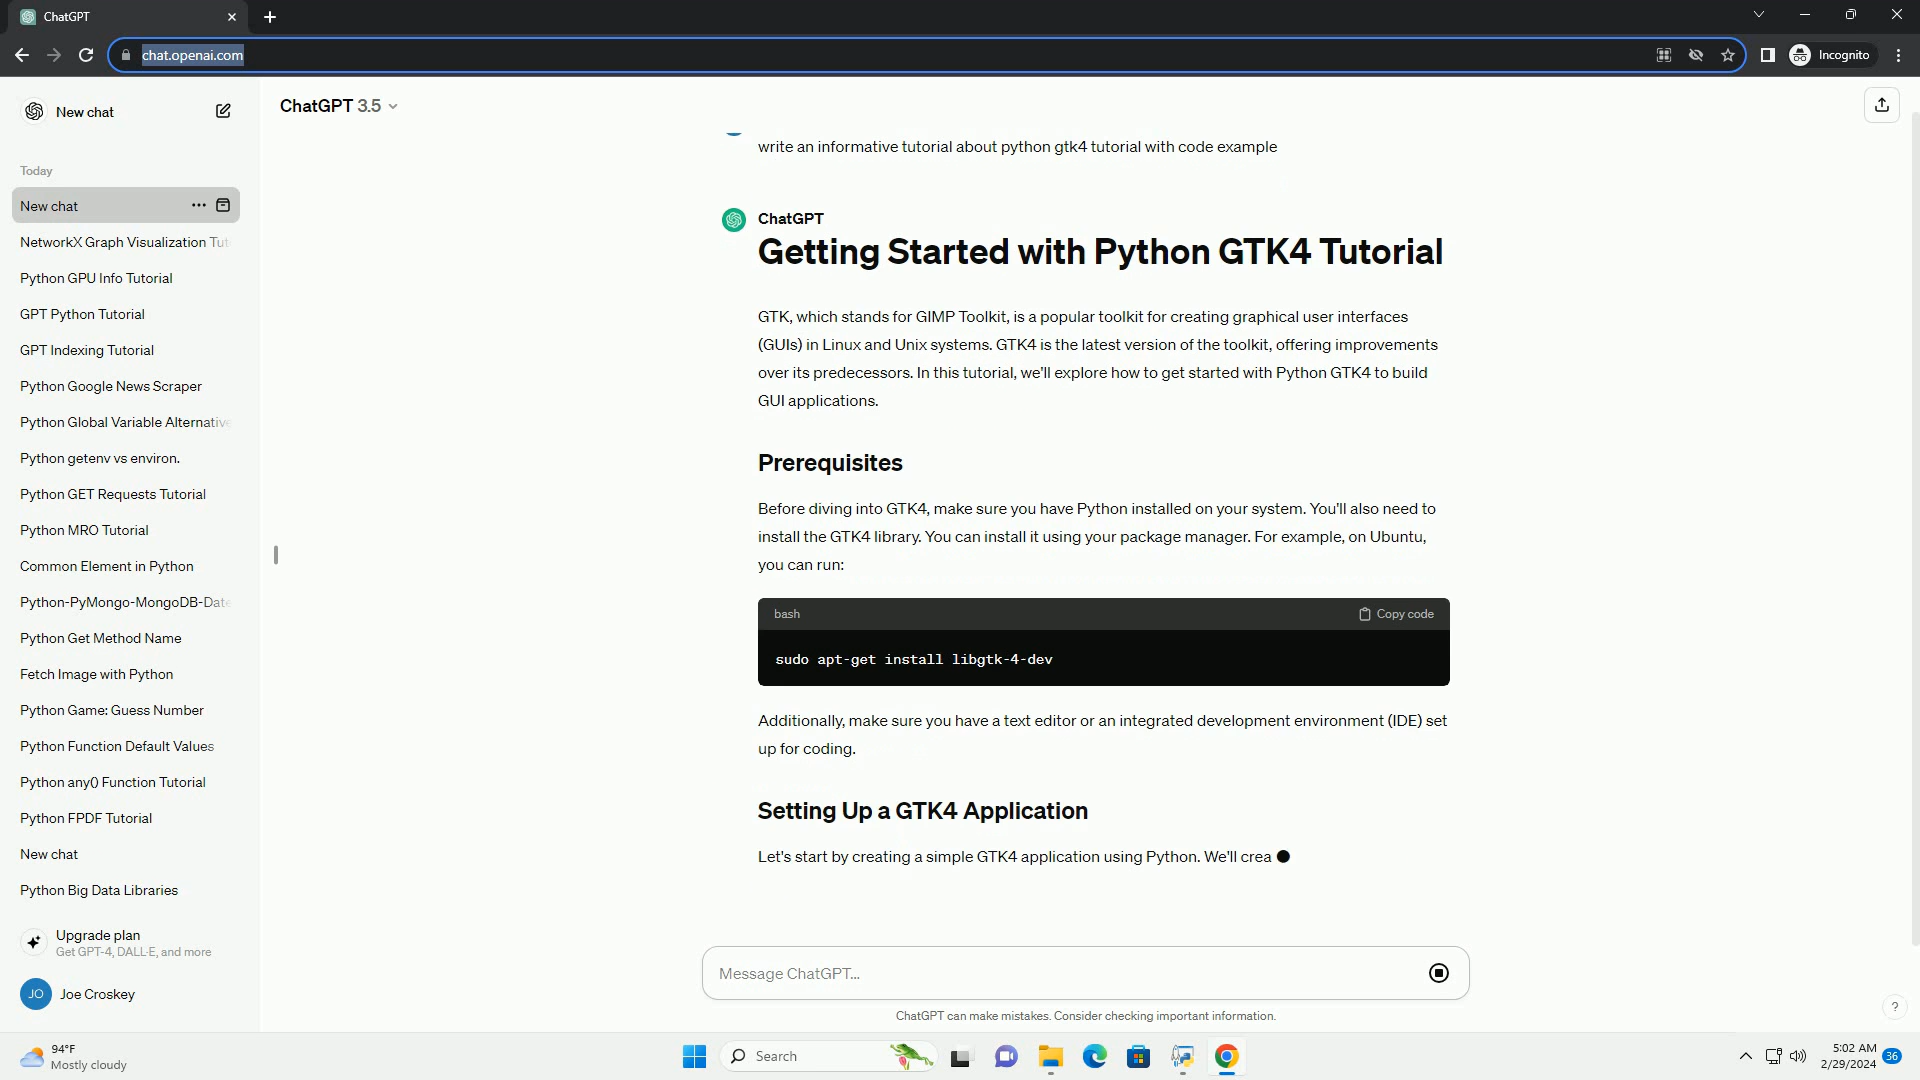 ChatGPT
chat.openai.com
Incognito
New chat
Today
New chat
NetworkX Graph Visualization Tut
Python GPU Info Tutorial
GPT Python Tutorial
GPT Indexing Tutorial
Python Google News Scraper
Python Global Variable Alternative
Python getenv vs environ.
Python GET Requests Tutorial
Python MRO Tutorial
Common Element in Python
Python-PyMongo-MongoDB-Date
Python Get Method Name
Fetch Image with Python
Python Game: Guess Number
Python Function Default Values
Python any() Function Tutorial
Python FPDF Tutorial
New chat
Python Big Data Libraries
Upgrade plan
Get GPT-4, DALL·E, and more
JO Joe Croskey
ChatGPT 3.5
write an informative tutorial about python gtk4 tutorial with code example
ChatGPT
Getting Started with Python GTK4 Tutorial
GTK, which stands for GIMP Toolkit, is a popular toolkit for creating graphical user interfaces
(GUIs) in Linux and Unix systems. GTK4 is the latest version of the toolkit, offering improvements
over its predecessors. In this tutorial, we'll explore how to get started with Python GTK4 to build
GUI applications.
Prerequisites
Before diving into GTK4, make sure you have Python installed on your system. You'll also need to
install the GTK4 library. You can install it using your package manager. For example, on Ubuntu,
you can run:
bash Copy code
sudo apt-get install libgtk-4-dev
Additionally, make sure you have a text editor or an integrated development environment (IDE) set
up for coding.
Setting Up a GTK4 Application
Let's start by creating a simple GTK4 application using Python. We'll crea
Message ChatGPT...
ChatGPT can make mistakes. Consider checking important information.
?
94°F
Mostly cloudy
Search
5:02 AM
2/29/2024
36